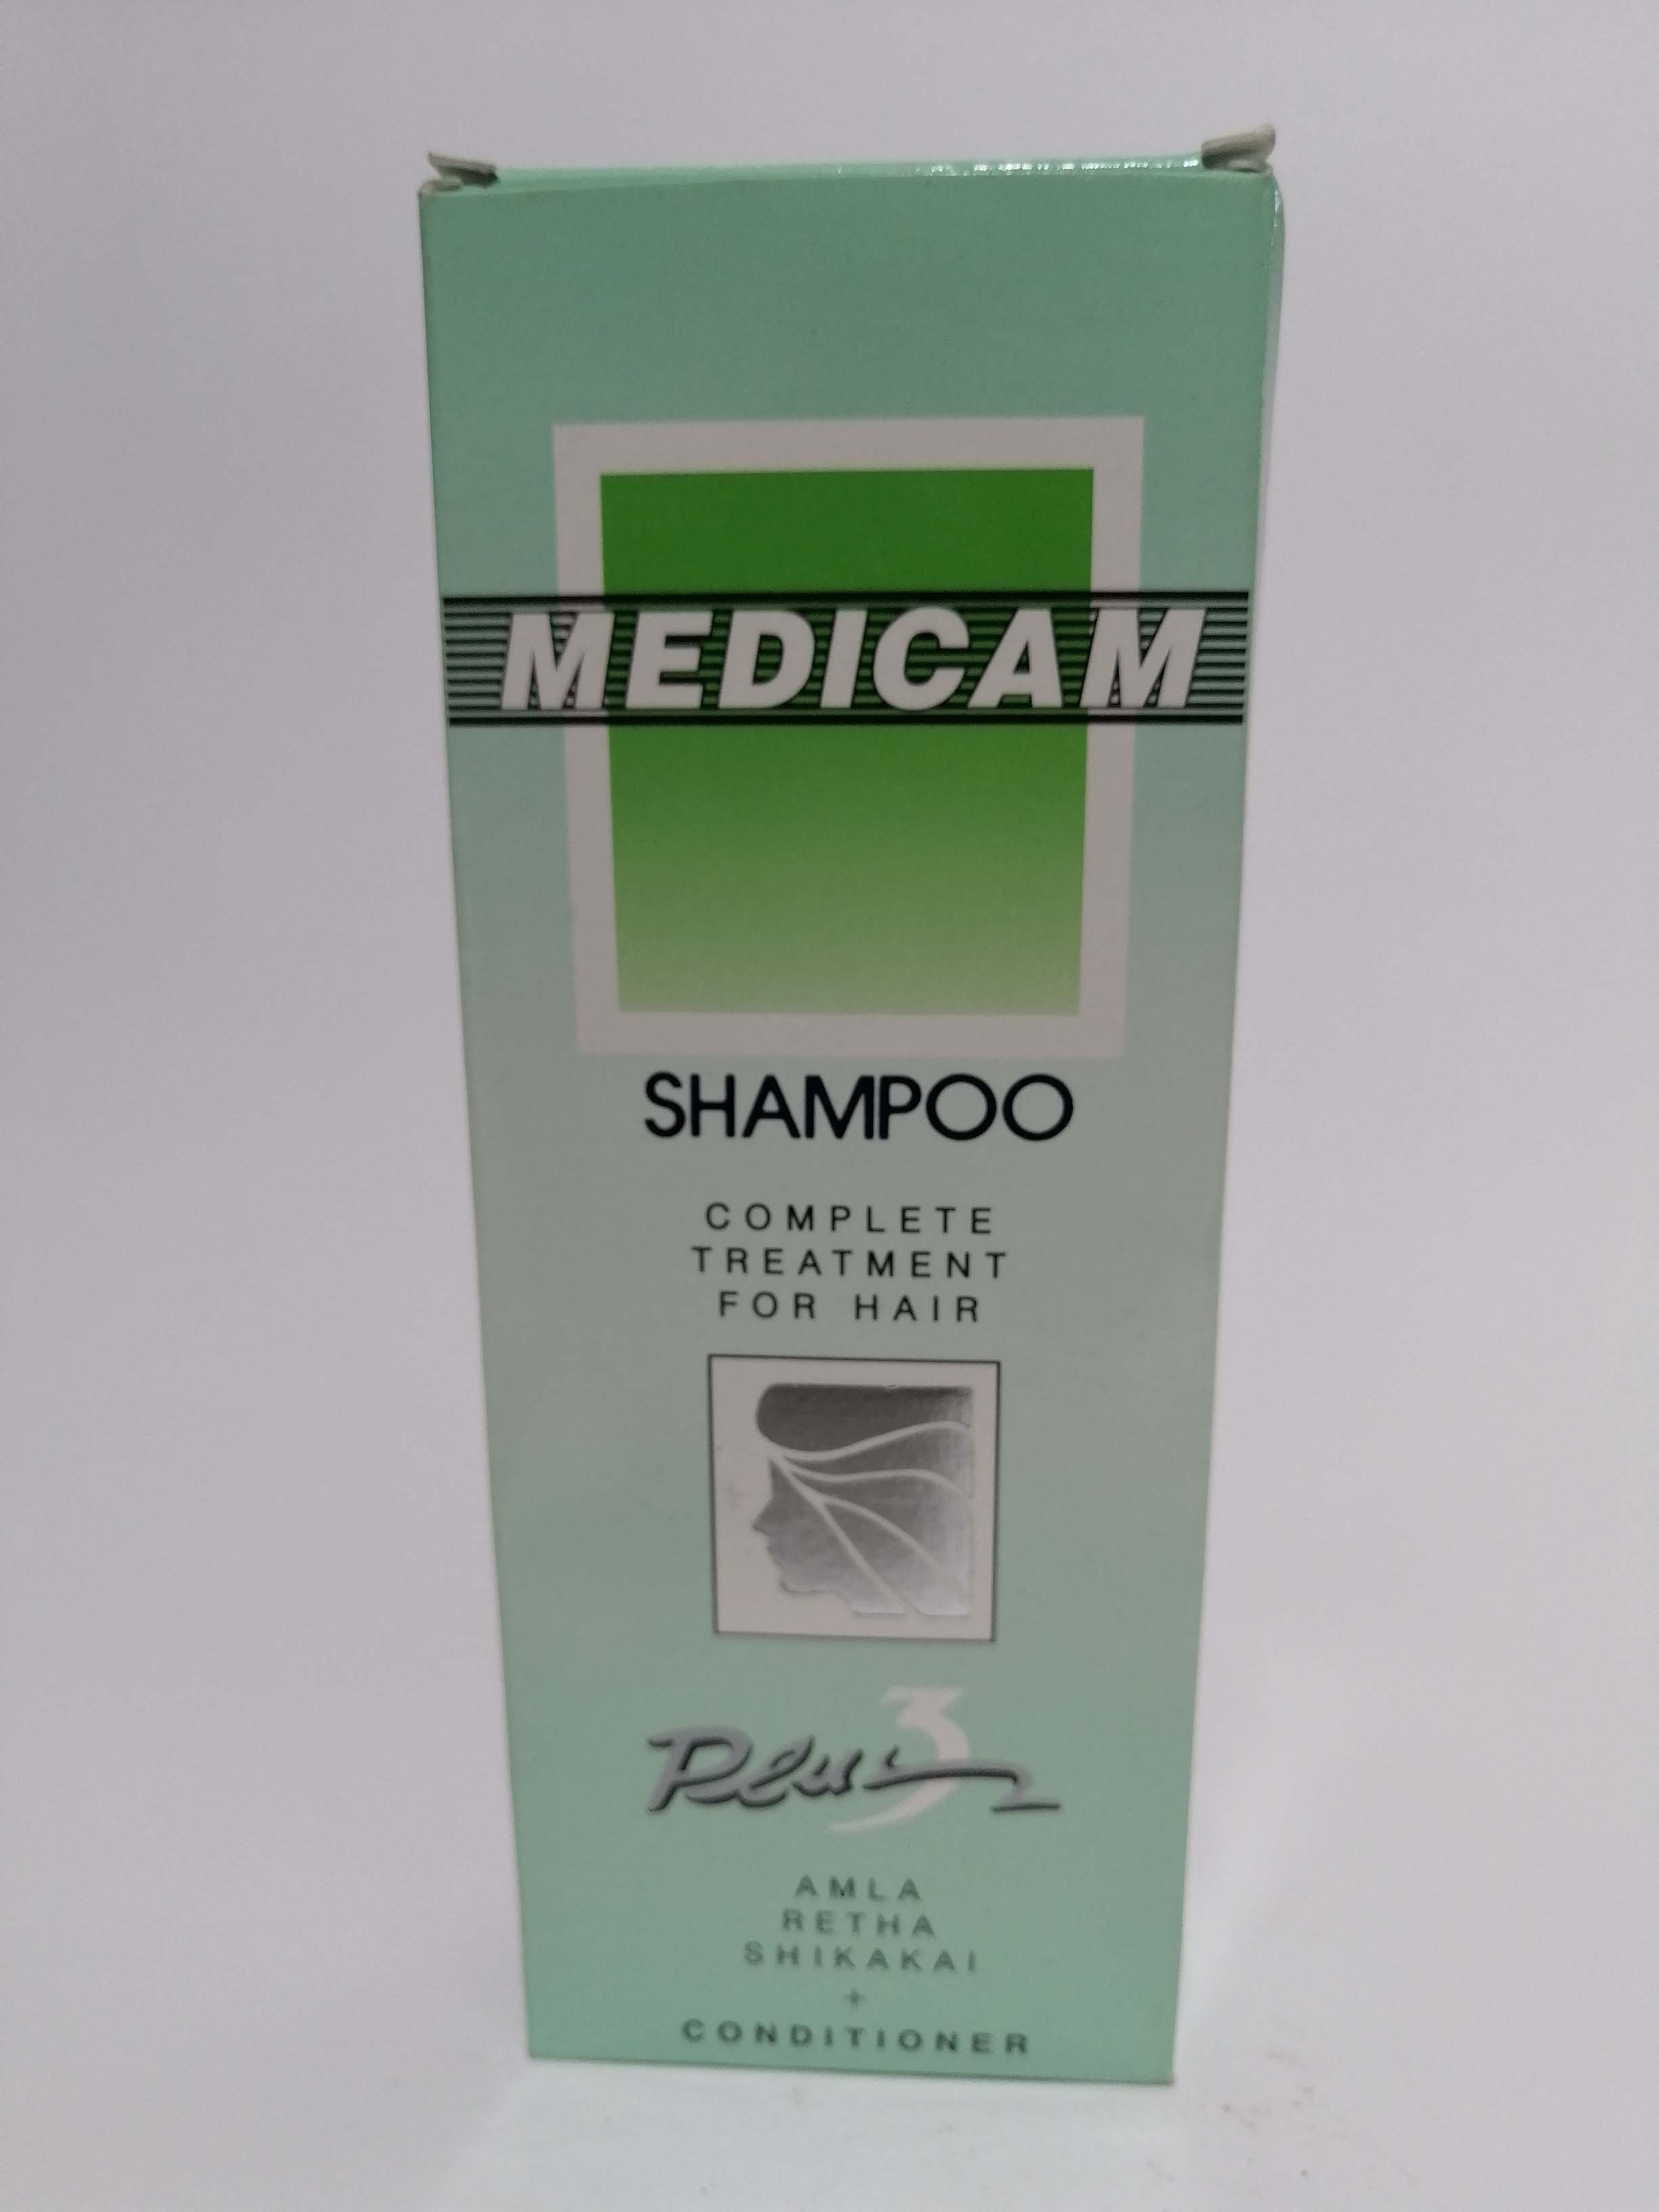 MEDICAM
SHAMPOO
COMPLETE
TREATMENT
FOR HAIR
Plus 3
AMLA
RETHA
SHIKAKAI
+
CONDITIONER